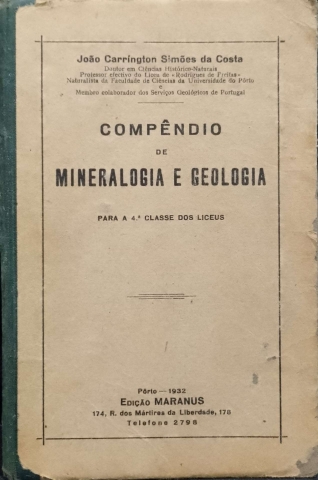 João Carrington Simões da Costa
Doutor em Ciências Histórico-Naturais
Professor efectivo do Liceu de «Rodrigues de Freitas»
Naturalista da Faculdade de Ciências da Universidade do Pôrto
e
Membro colaborador dos Serviços Geológicos de Portugal
COMPÊNDIO
DE
MINERALOGIA E GEOLOGIA
PARA A 4.ª CLASSE DOS LICEUS
Pôrto — 1932
EDIÇÃO MARANUS
174, R. dos Mártires da Liberdade, 178
Telefone 2798